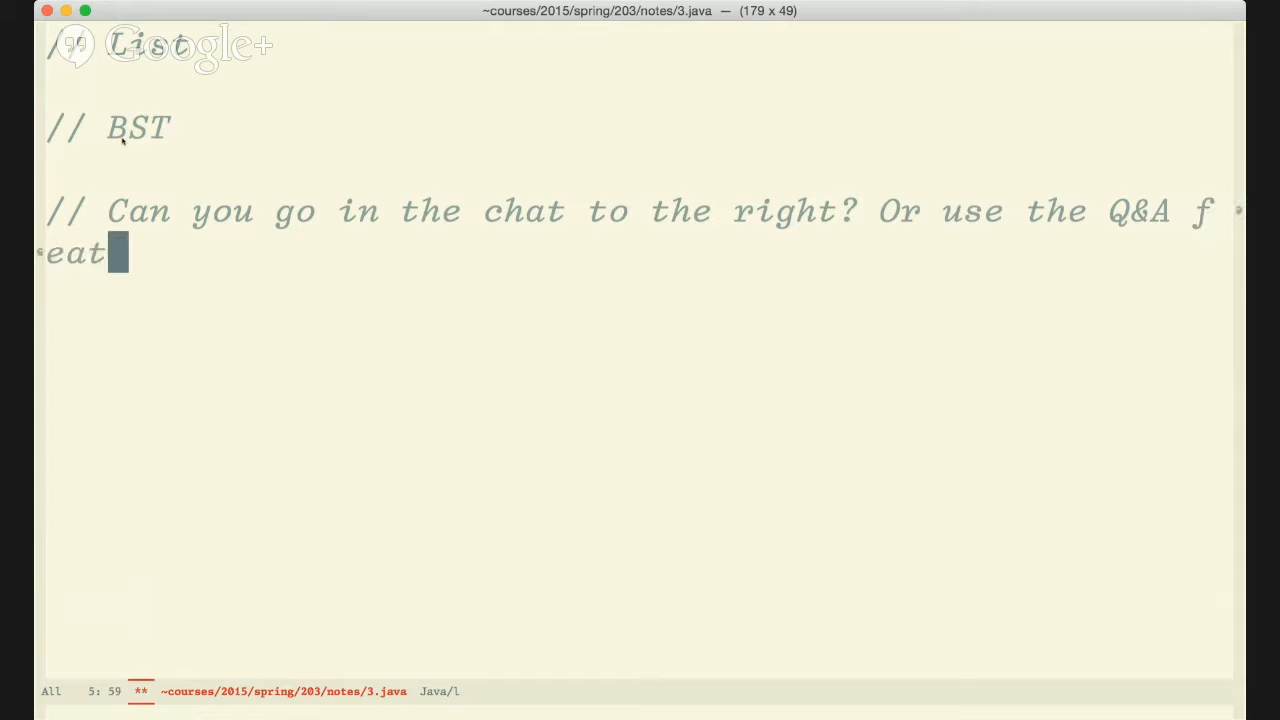 ~courses/2015/spring/203/notes/3.java — (179 x 49)
// List
Google+
// BST
// Can you go in the chat to the right? Or use the Q&A f
eat
All 5: 59 ** ~courses/2015/spring/203/notes/3.java Java/l